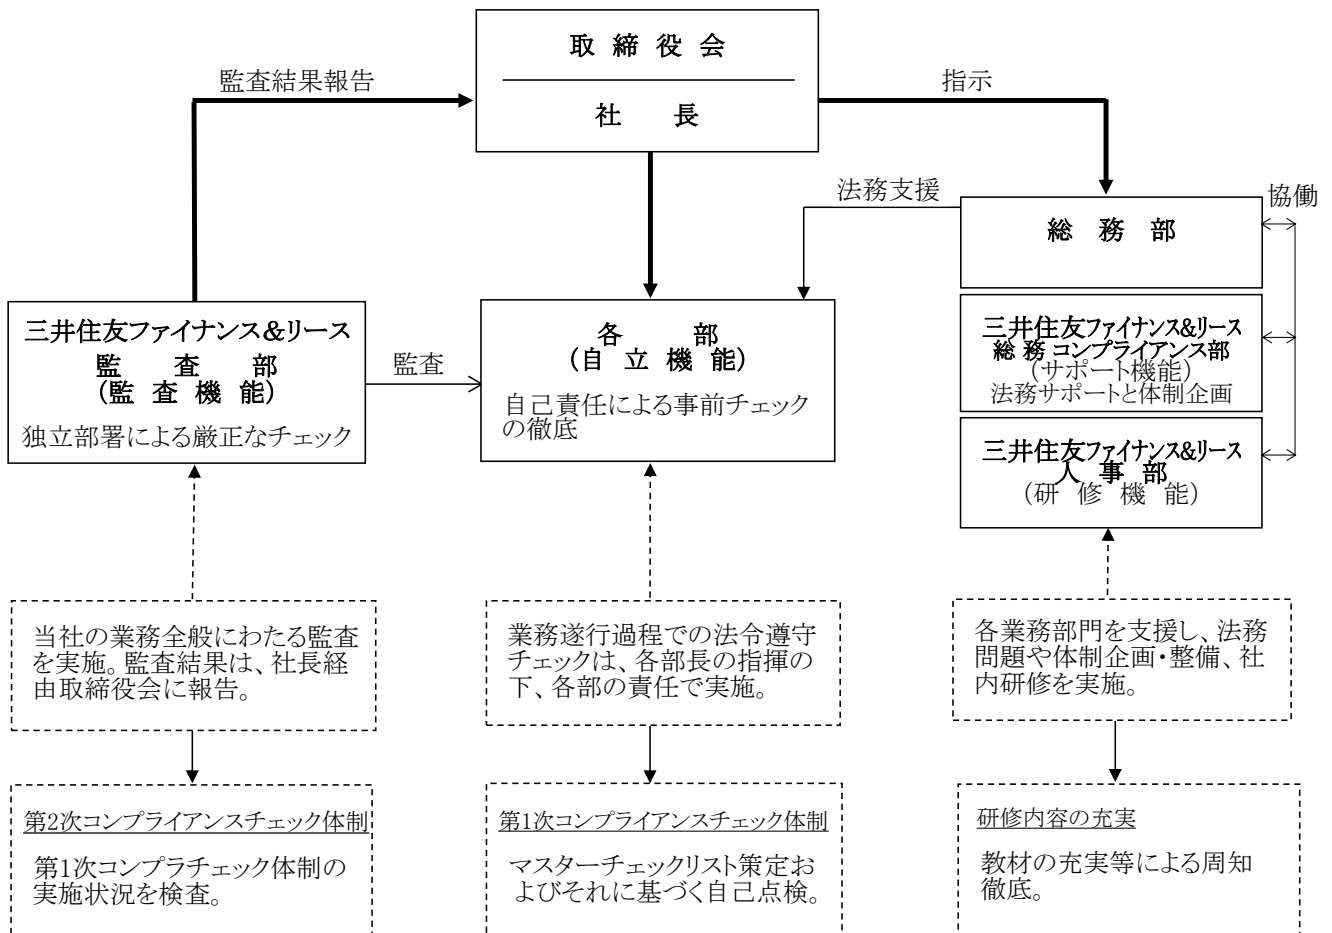 取 締 役 会
社 長
監査結果報告
指示
法務支援
協働
総 務 部
三井住友ファイナンス&リース
監 査 部
(監 査 機 能)
独立部署による厳正なチェック
監査
各 部
(自 立 機 能)
自己責任による事前チェック
の徹底
三井住友ファイナンス&リース
総 務 コンプライアンス部
(サポート機能)
法務サポートと体制企画
三井住友ファイナンス&リース
人 事 部
(研 修 機 能)
当社の業務全般にわたる監査
を実施。監査結果は、社長経
由取締役会に報告。
業務遂行過程での法令遵守
チェックは、各部長の指揮の
下、各部の責任で実施。
各業務部門を支援し、法務
問題や体制企画・整備、社
内研修を実施。
第2次コンプライアンスチェック体制
第1次コンプラチェック体制の
実施状況を検査。
第1次コンプライアンスチェック体制
マスターチェックリスト策定お
よびそれに基づく自己点検。
研修内容の充実
教材の充実等による周知
徹底。